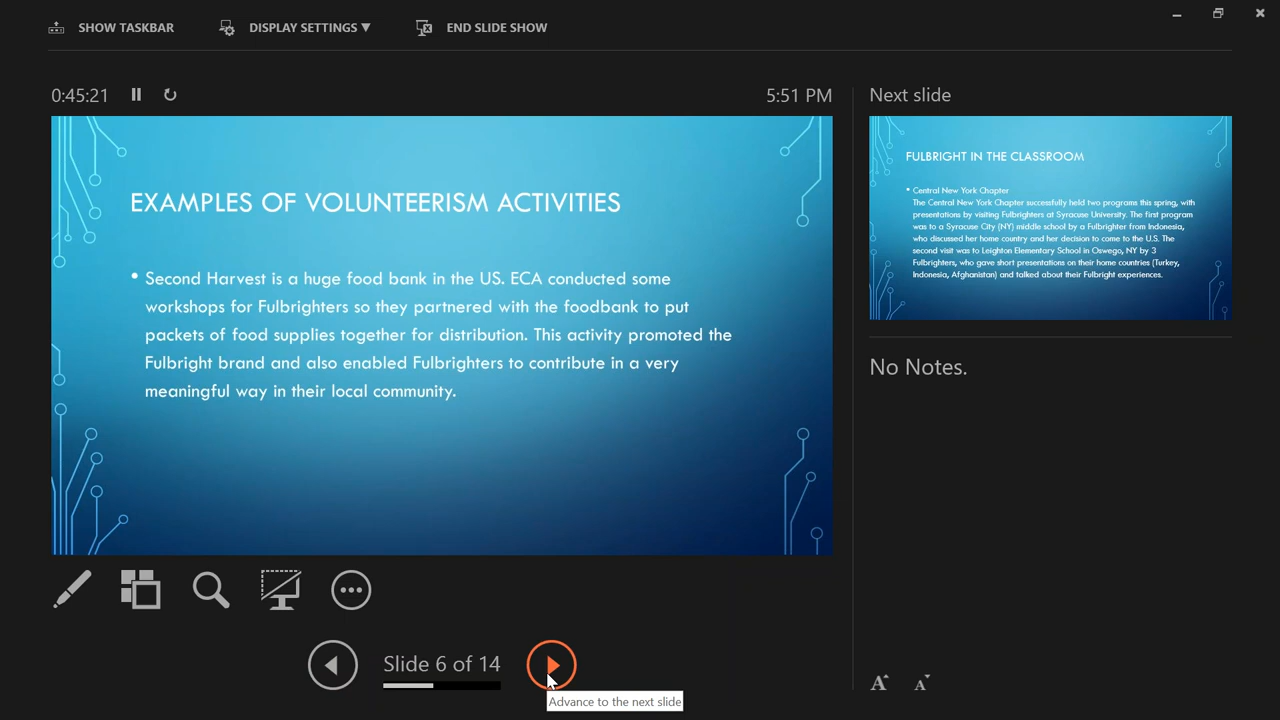 SHOW TASKBAR
DISPLAY SETTINGS ▼
END SLIDE SHOW
0:45:21
5:51 PM
EXAMPLES OF VOLUNTEERISM ACTIVITIES
• Second Harvest is a huge food bank in the US. ECA conducted some
workshops for Fulbrighters so they partnered with the foodbank to put
packets of food supplies together for distribution. This activity promoted the
Fulbright brand and also enabled Fulbrighters to contribute in a very
meaningful way in their local community.
Slide 6 of 14
Advance to the next slide
Next slide
FULBRIGHT IN THE CLASSROOM
• Central New York Chapter
The Central New York Chapter successfully held two programs this spring, with
presentations by visiting Fulbrighters at Syracuse University. The first program
was to a Syracuse City (NY) middle school by a Fulbrighter from Indonesia,
who discussed her home country and her decision to come to the U.S. The
second visit was to Leighton Elementary School in Oswego, NY by 3
Fulbrighters, who gave short presentations on their home countries (Turkey,
Indonesia, Afghanistan) and talked about their Fulbright experiences.
No Notes.
A A